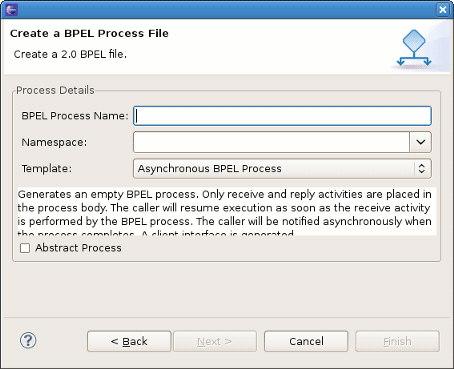 Create a BPEL Process File
Create a 2.0 BPEL file.
Process Details
BPEL Process Name:
Namespace:
Template: Asynchronous BPEL Process
Generates an empty BPEL process. Only receive and reply activities are placed in
the process body. The caller will resume execution as soon as the receive activity
is performed by the BPEL process. The caller will be notified asynchronously when
the process completes. A client interface is generated.
Abstract Process
? < Back Next > Cancel Finish